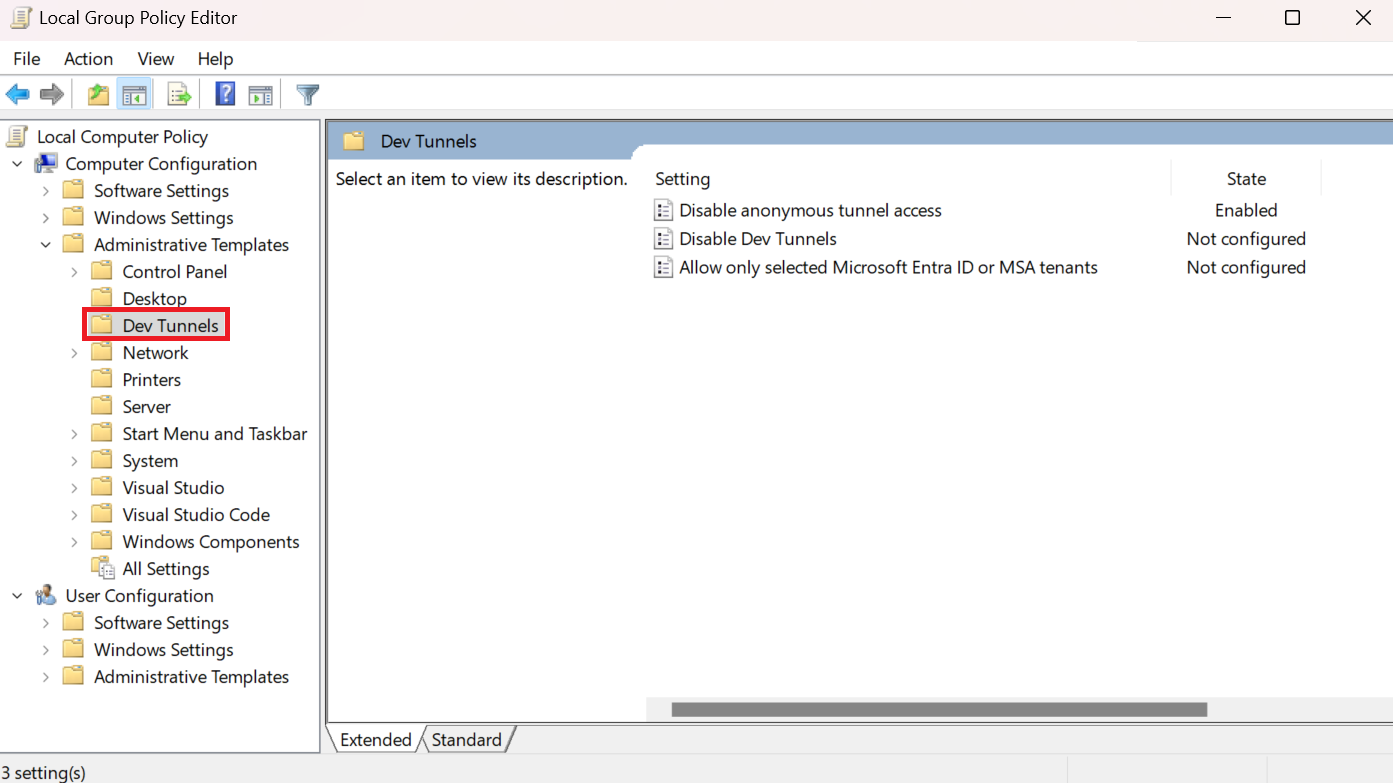 Local Group Policy Editor
File Action View Help
Local Computer Policy
Computer Configuration
Software Settings
Windows Settings
Administrative Templates
Control Panel
Desktop
Dev Tunnels
Network
Printers
Server
Start Menu and Taskbar
System
Visual Studio
Visual Studio Code
Windows Components
All Settings
User Configuration
Software Settings
Windows Settings
Administrative Templates
Dev Tunnels
Select an item to view its description.
Setting State
Disable anonymous tunnel access Enabled
Disable Dev Tunnels Not configured
Allow only selected Microsoft Entra ID or MSA tenants Not configured
Extended Standard
3 setting(s)